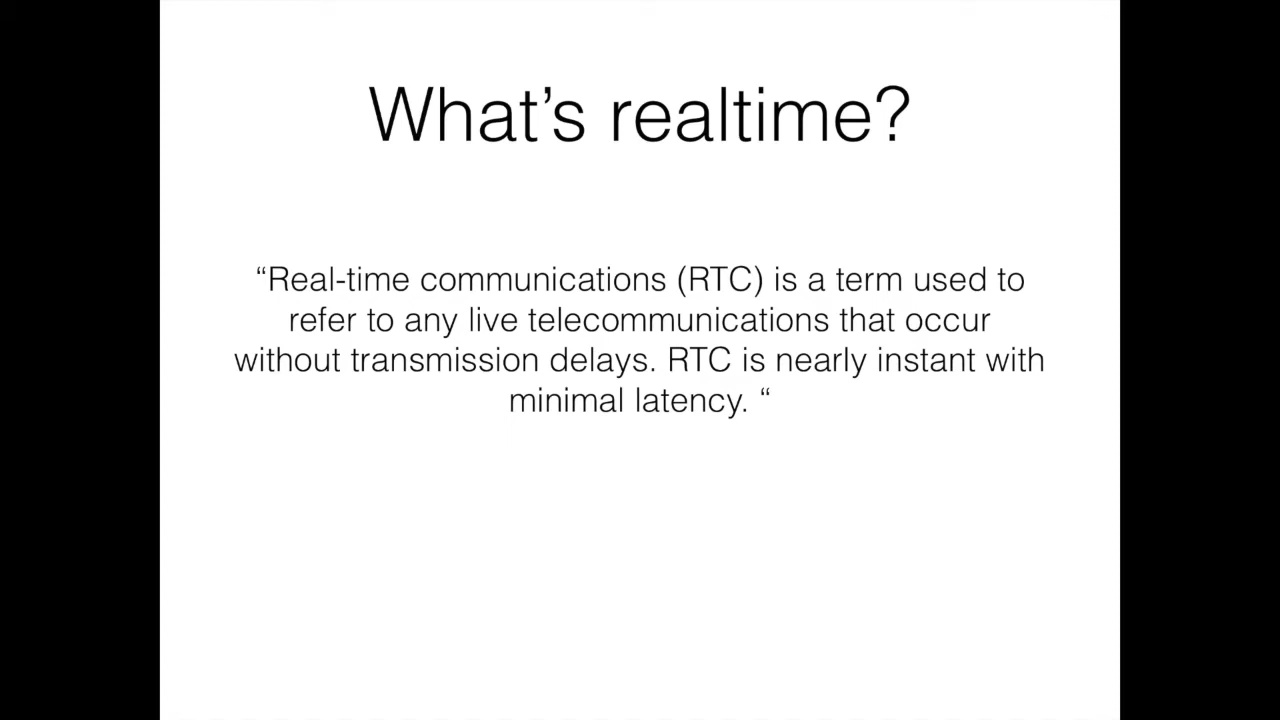 What’s realtime?
“Real-time communications (RTC) is a term used to
refer to any live telecommunications that occur
without transmission delays. RTC is nearly instant with
minimal latency. “